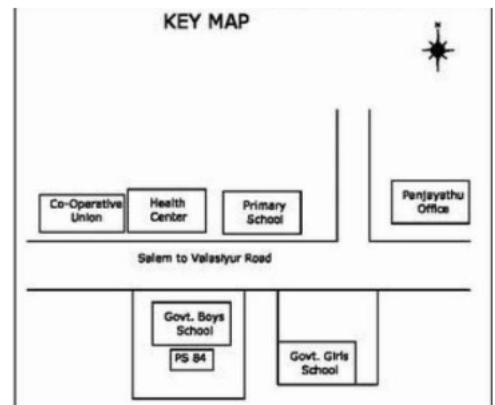 KEY MAP
N
Co-Operative
Union
Health
Center
Primary
School
Panjayathu
Office
Salem to Valasiyur Road
Govt. Boys
School
PS 84
Govt. Girls
School